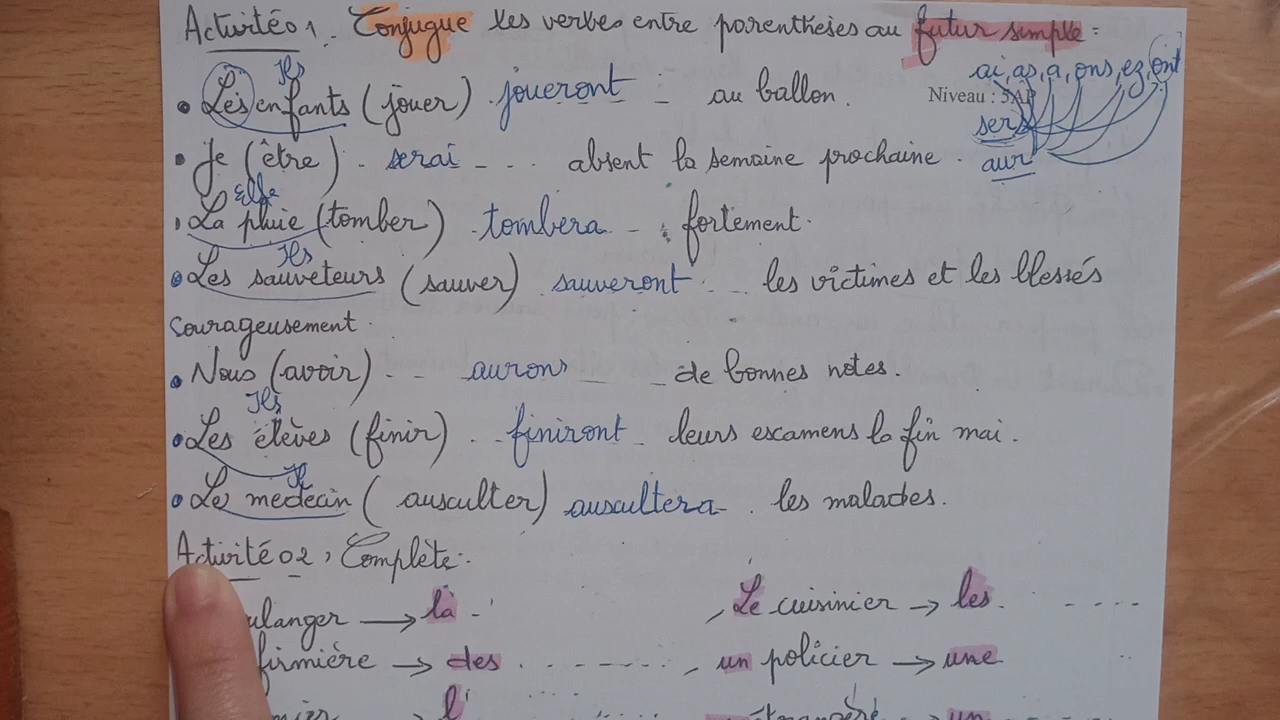 Activité 01. Conjugue les verbes entre parenthèses au futur simple :
ai, as, a, ons, ez, ont
Niveau : 5AP
ser
aur
Ils
• Les enfants (jouer) joueront au ballon.
• Je (être) serai absent la semaine prochaine.
Elle
• La pluie (tomber) tombera fortement.
Ils
• Les sauveteurs (sauver) sauveront les victimes et les blessés
courageusement.
• Nous (avoir) aurons de bonnes notes.
Ils
• Les élèves (finir) finiront leurs examens la fin mai.
Il
• Le medecin (ausculter) auscultera les malades.
Activité 02, Complète.
ulanger → la
Le cuisinier → les
firmière → des
un policier → une
l'
un